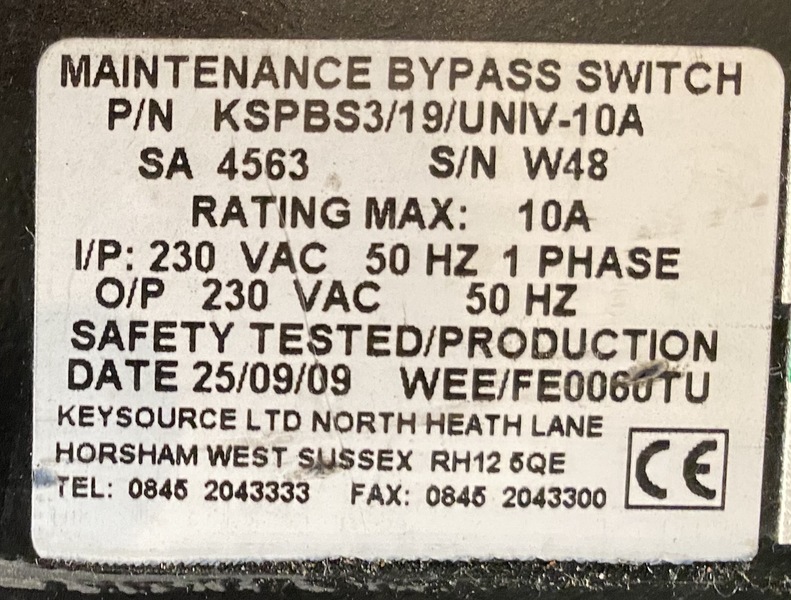 MAINTENANCE BYPASS SWITCH
P/N KSPBS3/19/UNIV-10A
SA 4563 S/N W48
RATING MAX: 10A
I/P: 230 VAC 50 HZ 1 PHASE
O/P 230 VAC 50 HZ
SAFETY TESTED/PRODUCTION
DATE 25/09/09 WEE/FE0060TU
KEYSOURCE LTD NORTH HEATH LANE
HORSHAM WEST SUSSEX RH12 5QE
TEL: 0845 2043333 FAX: 0845 2043300
CE